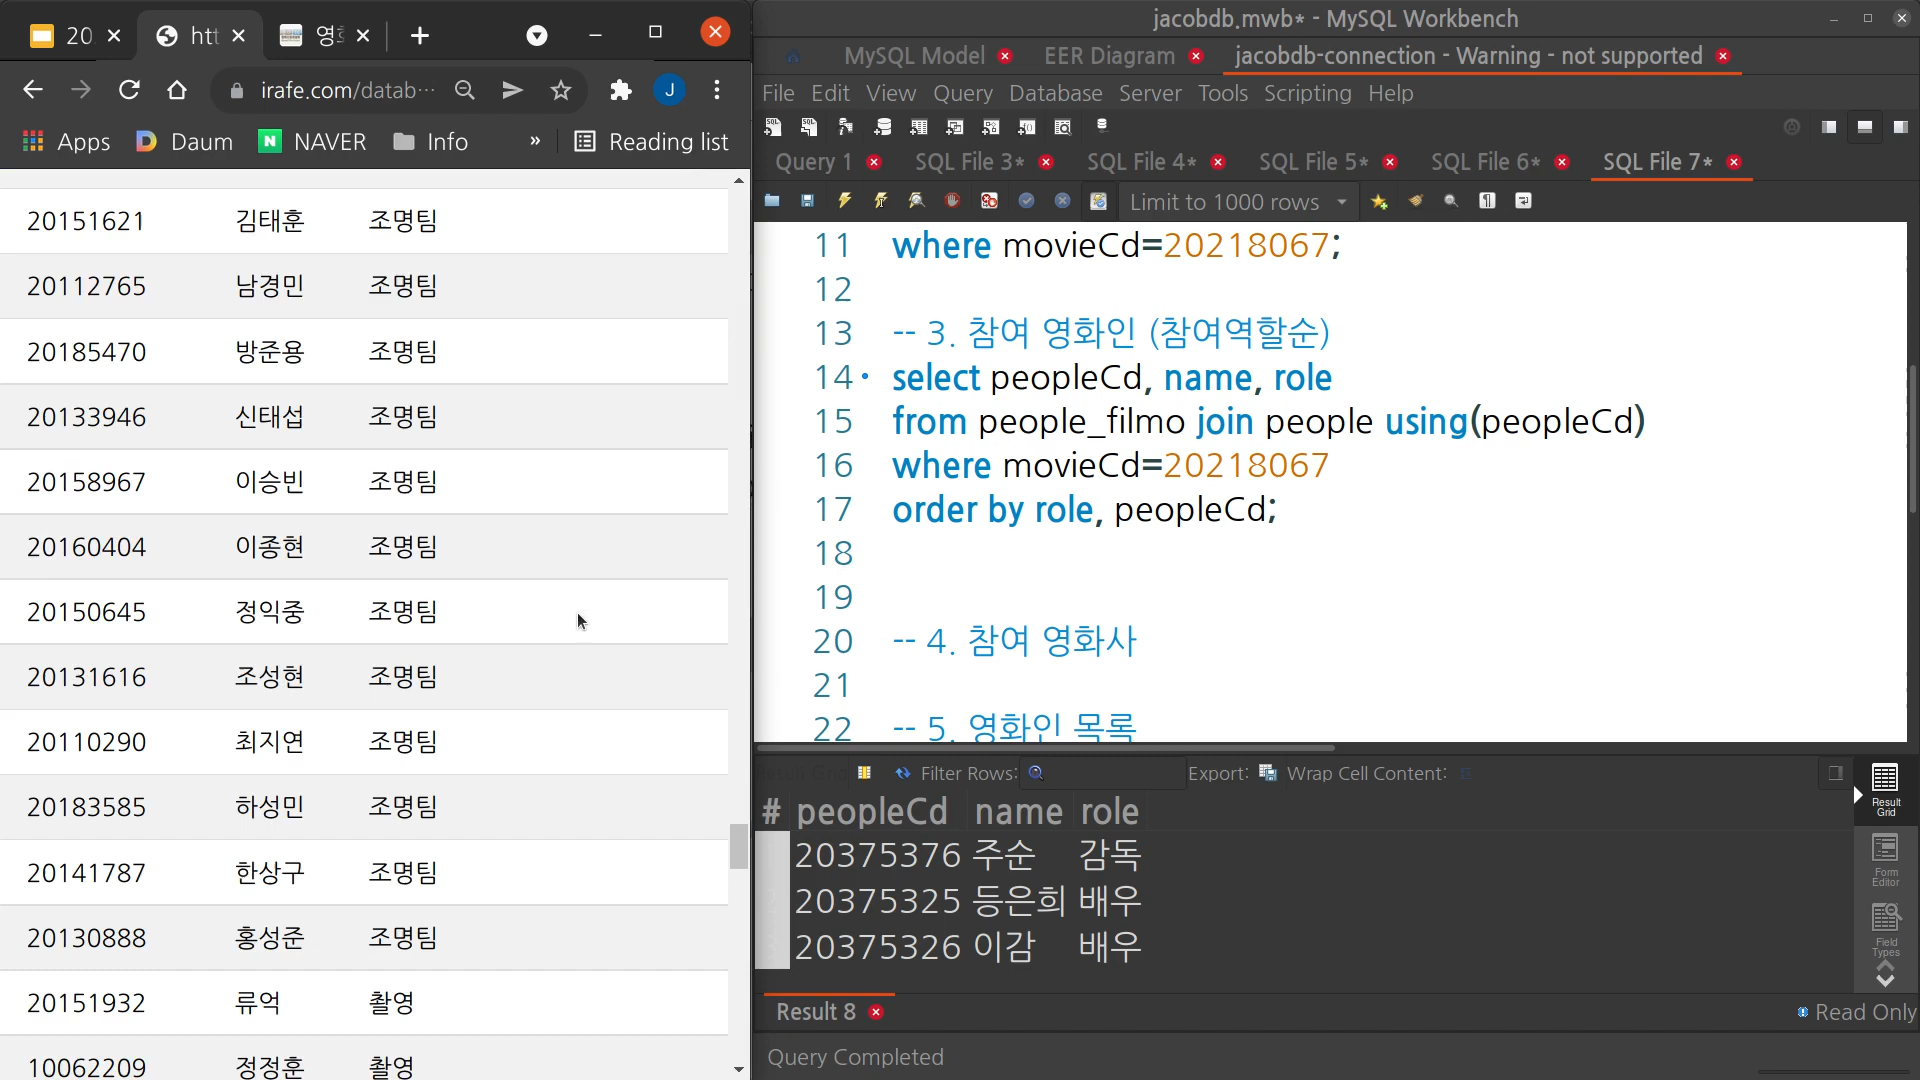 20
htt
jacobdb.mwb* - MySQL Workbench
MySQL Model
EER Diagram
jacobdb-connection - Warning - not supported
irafe.com/datab···
J
File Edit View Query Database Server Tools Scripting Help
Apps
Daum
N NAVER
Info
»
Reading list
Query 1
SQL File 3*
SQL File 4*
SQL File 5*
SQL File 6*
SQL File 7*
Limit to 1000 rows
20151621 김태훈 조명팀
20112765 남경민 조명팀
20185470 방준용 조명팀
20133946 신태섭 조명팀
20158967 이승빈 조명팀
20160404 이종현 조명팀
20150645 정익중 조명팀
20131616 조성현 조명팀
20110290 최지연 조명팀
20183585 하성민 조명팀
20141787 한상구 조명팀
20130888 홍성준 조명팀
20151932 류억 촬영
10062209 정정훈 촬영
11 where movieCd=20218067;
12
13 -- 3. 참여 영화인 (참여역할순)
14 select peopleCd, name, role
15 from people_filmo join people using(peopleCd)
16 where movieCd=20218067
17 order by role, peopleCd;
18
19
20 -- 4. 참여 영화사
21
22 -- 5. 영화인 목록
Filter Rows:
Export:
Wrap Cell Content:
# peopleCd name role
20375376 주순 감독
20375325 등은희 배우
20375326 이감 배우
Result Grid
Form Editor
Field Types
Result 8
Read Only
Query Completed